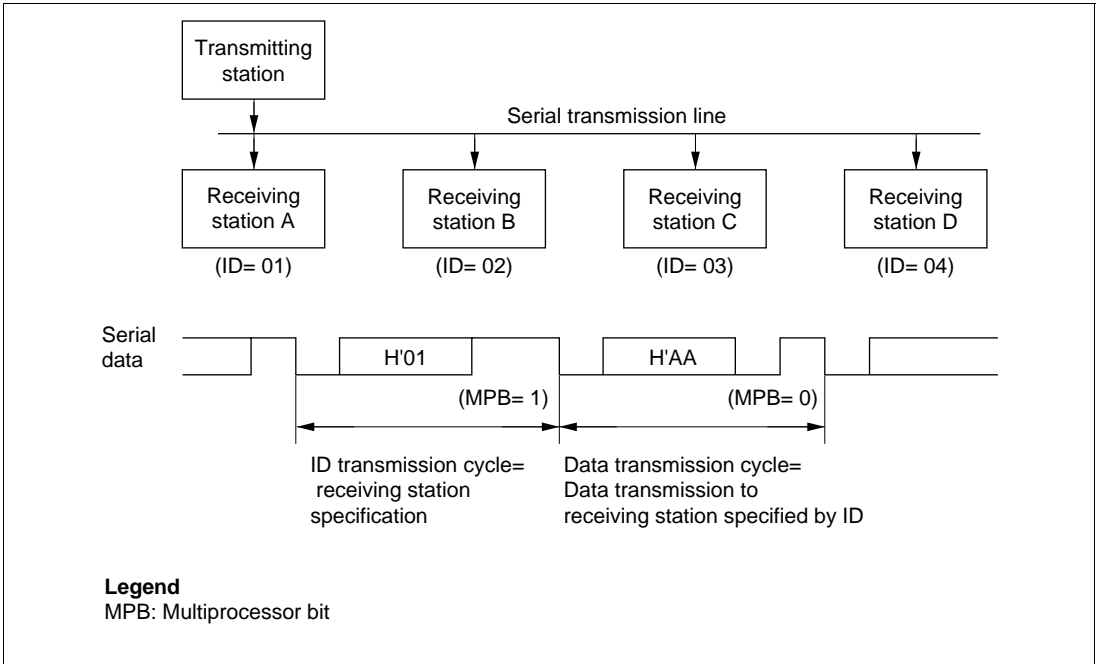 Transmitting
station
Serial transmission line
Receiving
station A
Receiving
station B
Receiving
station C
Receiving
station D
(ID= 01)
(ID= 02)
(ID= 03)
(ID= 04)
Serial
data
H'01
H'AA
(MPB= 1)
(MPB= 0)
ID transmission cycle=
receiving station
specification
Data transmission cycle=
Data transmission to
receiving station specified by ID
Legend
MPB: Multiprocessor bit